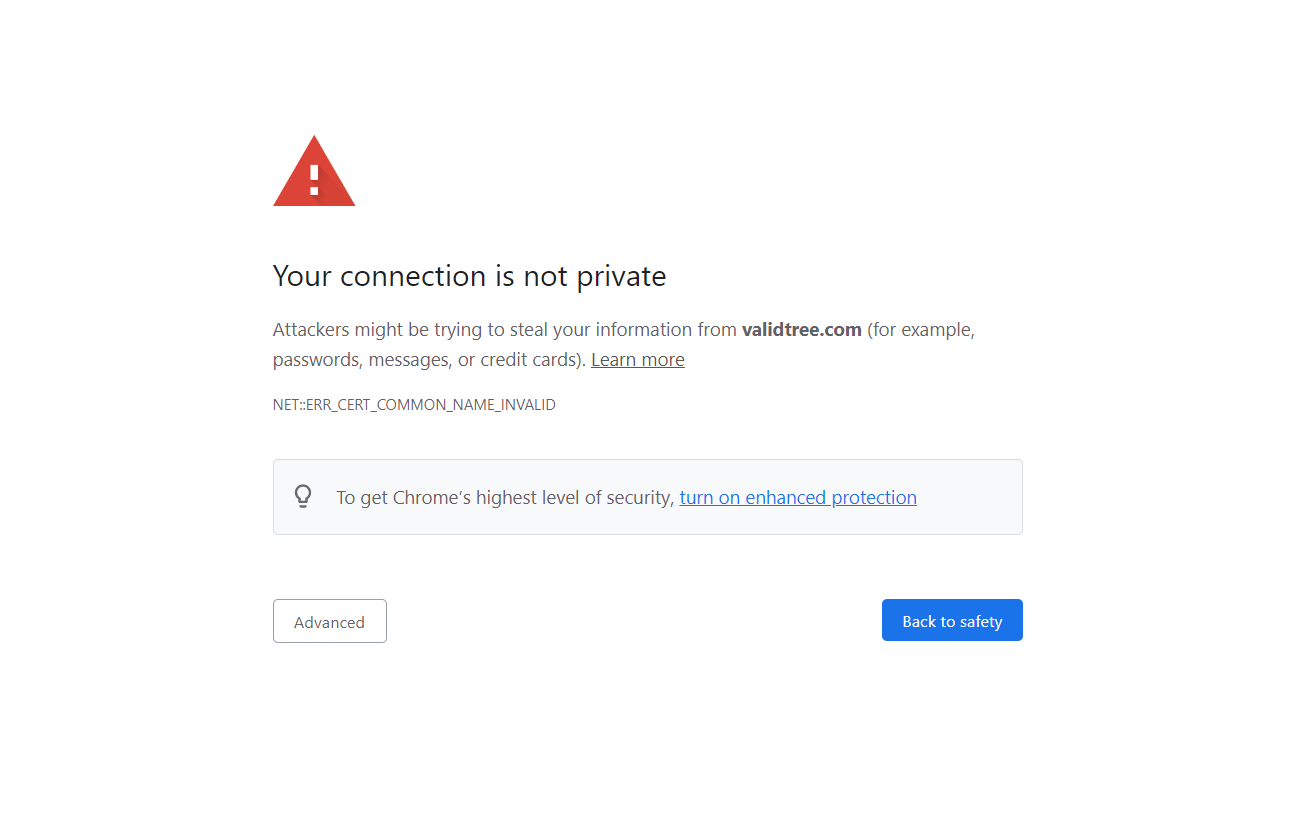 Your connection is not private
Attackers might be trying to steal your information from validtree.com (for example,
passwords, messages, or credit cards). Learn more
NET::ERR_CERT_COMMON_NAME_INVALID
To get Chrome’s highest level of security, turn on enhanced protection
Advanced
Back to safety